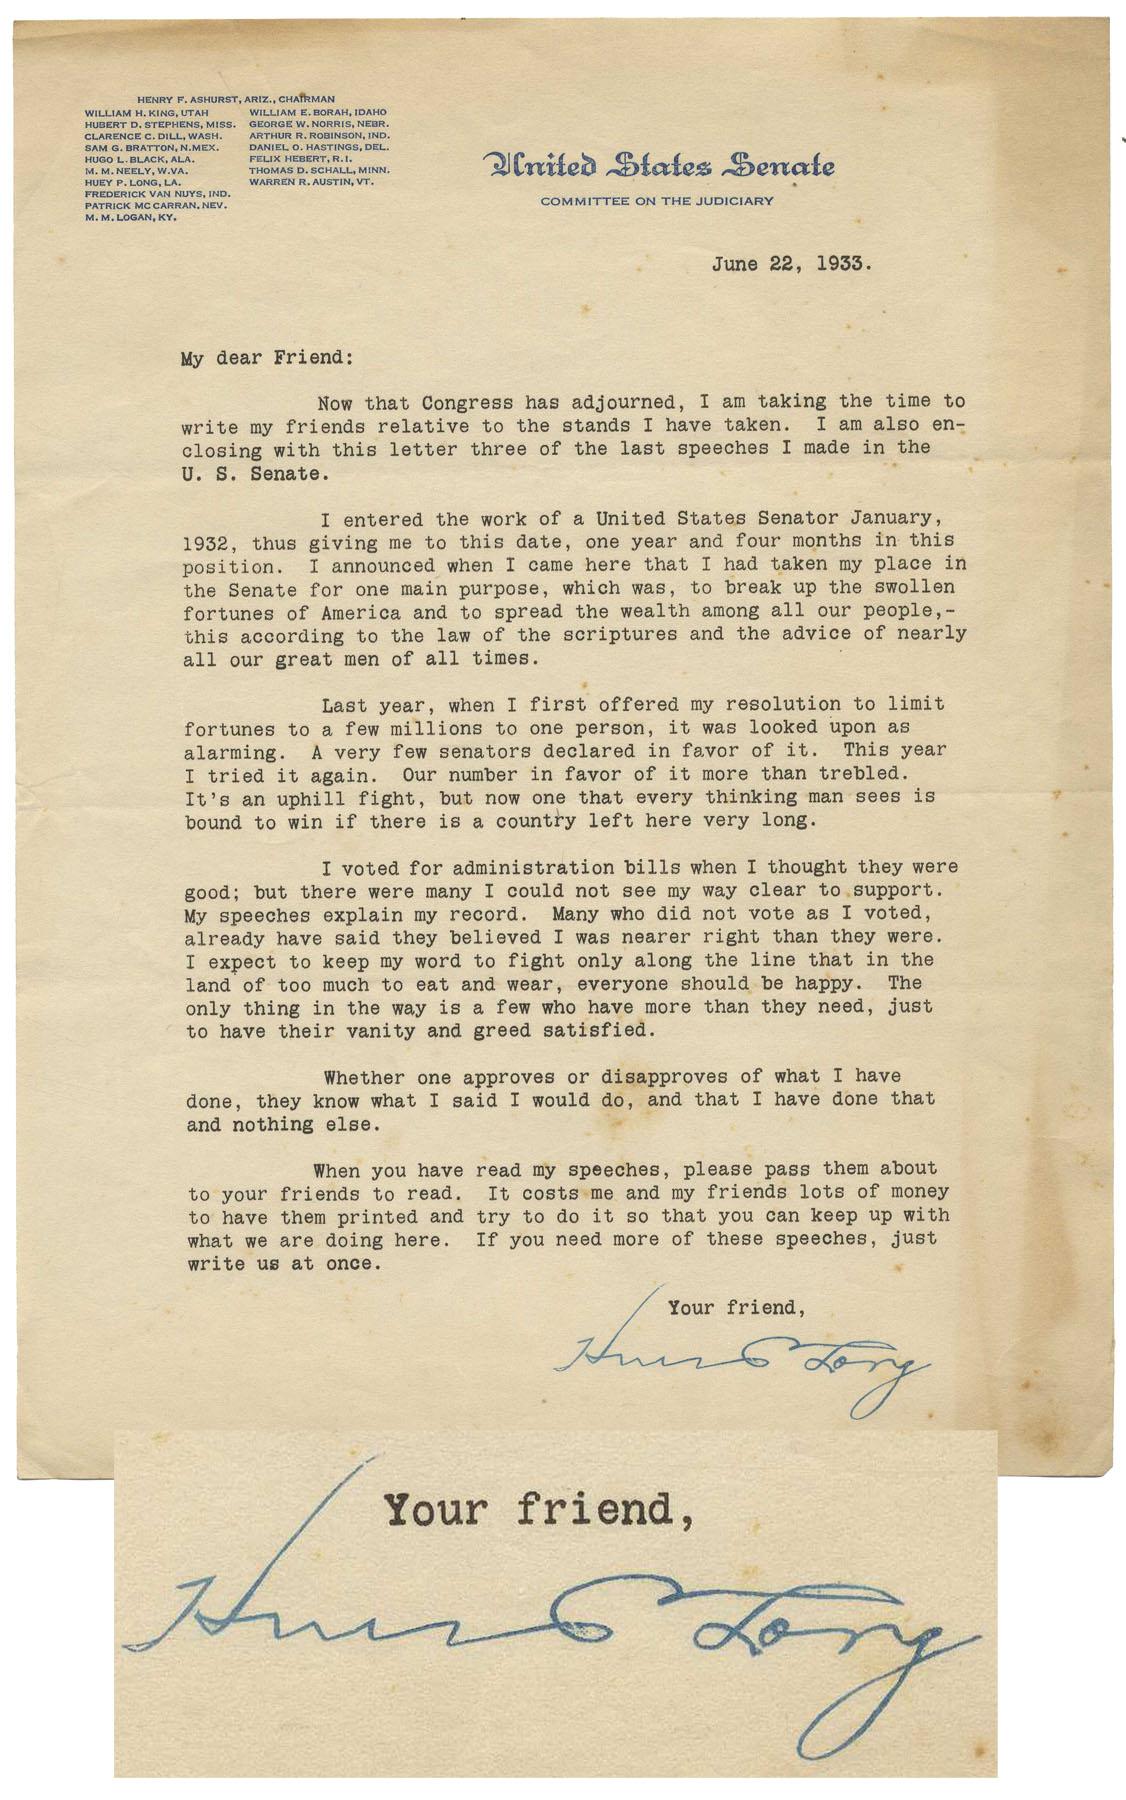 HENRY F. ASHURST, ARIZ., CHAIRMAN
WILLIAM H. KING, UTAH
HUBERT D. STEPHENS, MISS.
CLARENCE C. DILL, WASH.
SAM G. BRATTON, N.MEX.
HUGO L. BLACK, ALA.
M. M. NEELY, W.VA.
HUEY P. LONG, LA.
FREDERICK VAN NUYS, IND.
PATRICK MC CARRAN, NEV.
M. M. LOGAN, KY.
WILLIAM E. BORAH, IDAHO
GEORGE W. NORRIS, NEBR.
ARTHUR R. ROBINSON, IND.
DANIEL O. HASTINGS, DEL.
FELIX HEBERT, R.I.
THOMAS D. SCHALL, MINN.
WARREN R. AUSTIN, VT.
United States Senate
COMMITTEE ON THE JUDICIARY
June 22, 1933.
My dear Friend:
Now that Congress has adjourned, I am taking the time to
write my friends relative to the stands I have taken. I am also en-
closing with this letter three of the last speeches I made in the
U. S. Senate.
I entered the work of a United States Senator January,
1932, thus giving me to this date, one year and four months in this
position. I announced when I came here that I had taken my place in
the Senate for one main purpose, which was, to break up the swollen
fortunes of America and to spread the wealth among all our people,-
this according to the law of the scriptures and the advice of nearly
all our great men of all times.
Last year, when I first offered my resolution to limit
fortunes to a few millions to one person, it was looked upon as
alarming. A very few senators declared in favor of it. This year
I tried it again. Our number in favor of it more than trebled.
It's an uphill fight, but now one that every thinking man sees is
bound to win if there is a country left here very long.
I voted for administration bills when I thought they were
good; but there were many I could not see my way clear to support.
My speeches explain my record. Many who did not vote as I voted,
already have said they believed I was nearer right than they were.
I expect to keep my word to fight only along the line that in the
land of too much to eat and wear, everyone should be happy. The
only thing in the way is a few who have more than they need, just
to have their vanity and greed satisfied.
Whether one approves or disapproves of what I have
done, they know what I said I would do, and that I have done that
and nothing else.
When you have read my speeches, please pass them about
to your friends to read. It costs me and my friends lots of money
to have them printed and try to do it so that you can keep up with
what we are doing here. If you need more of these speeches, just
write us at once.
Your friend,
Huey P Long
Your friend,
Huey P Long